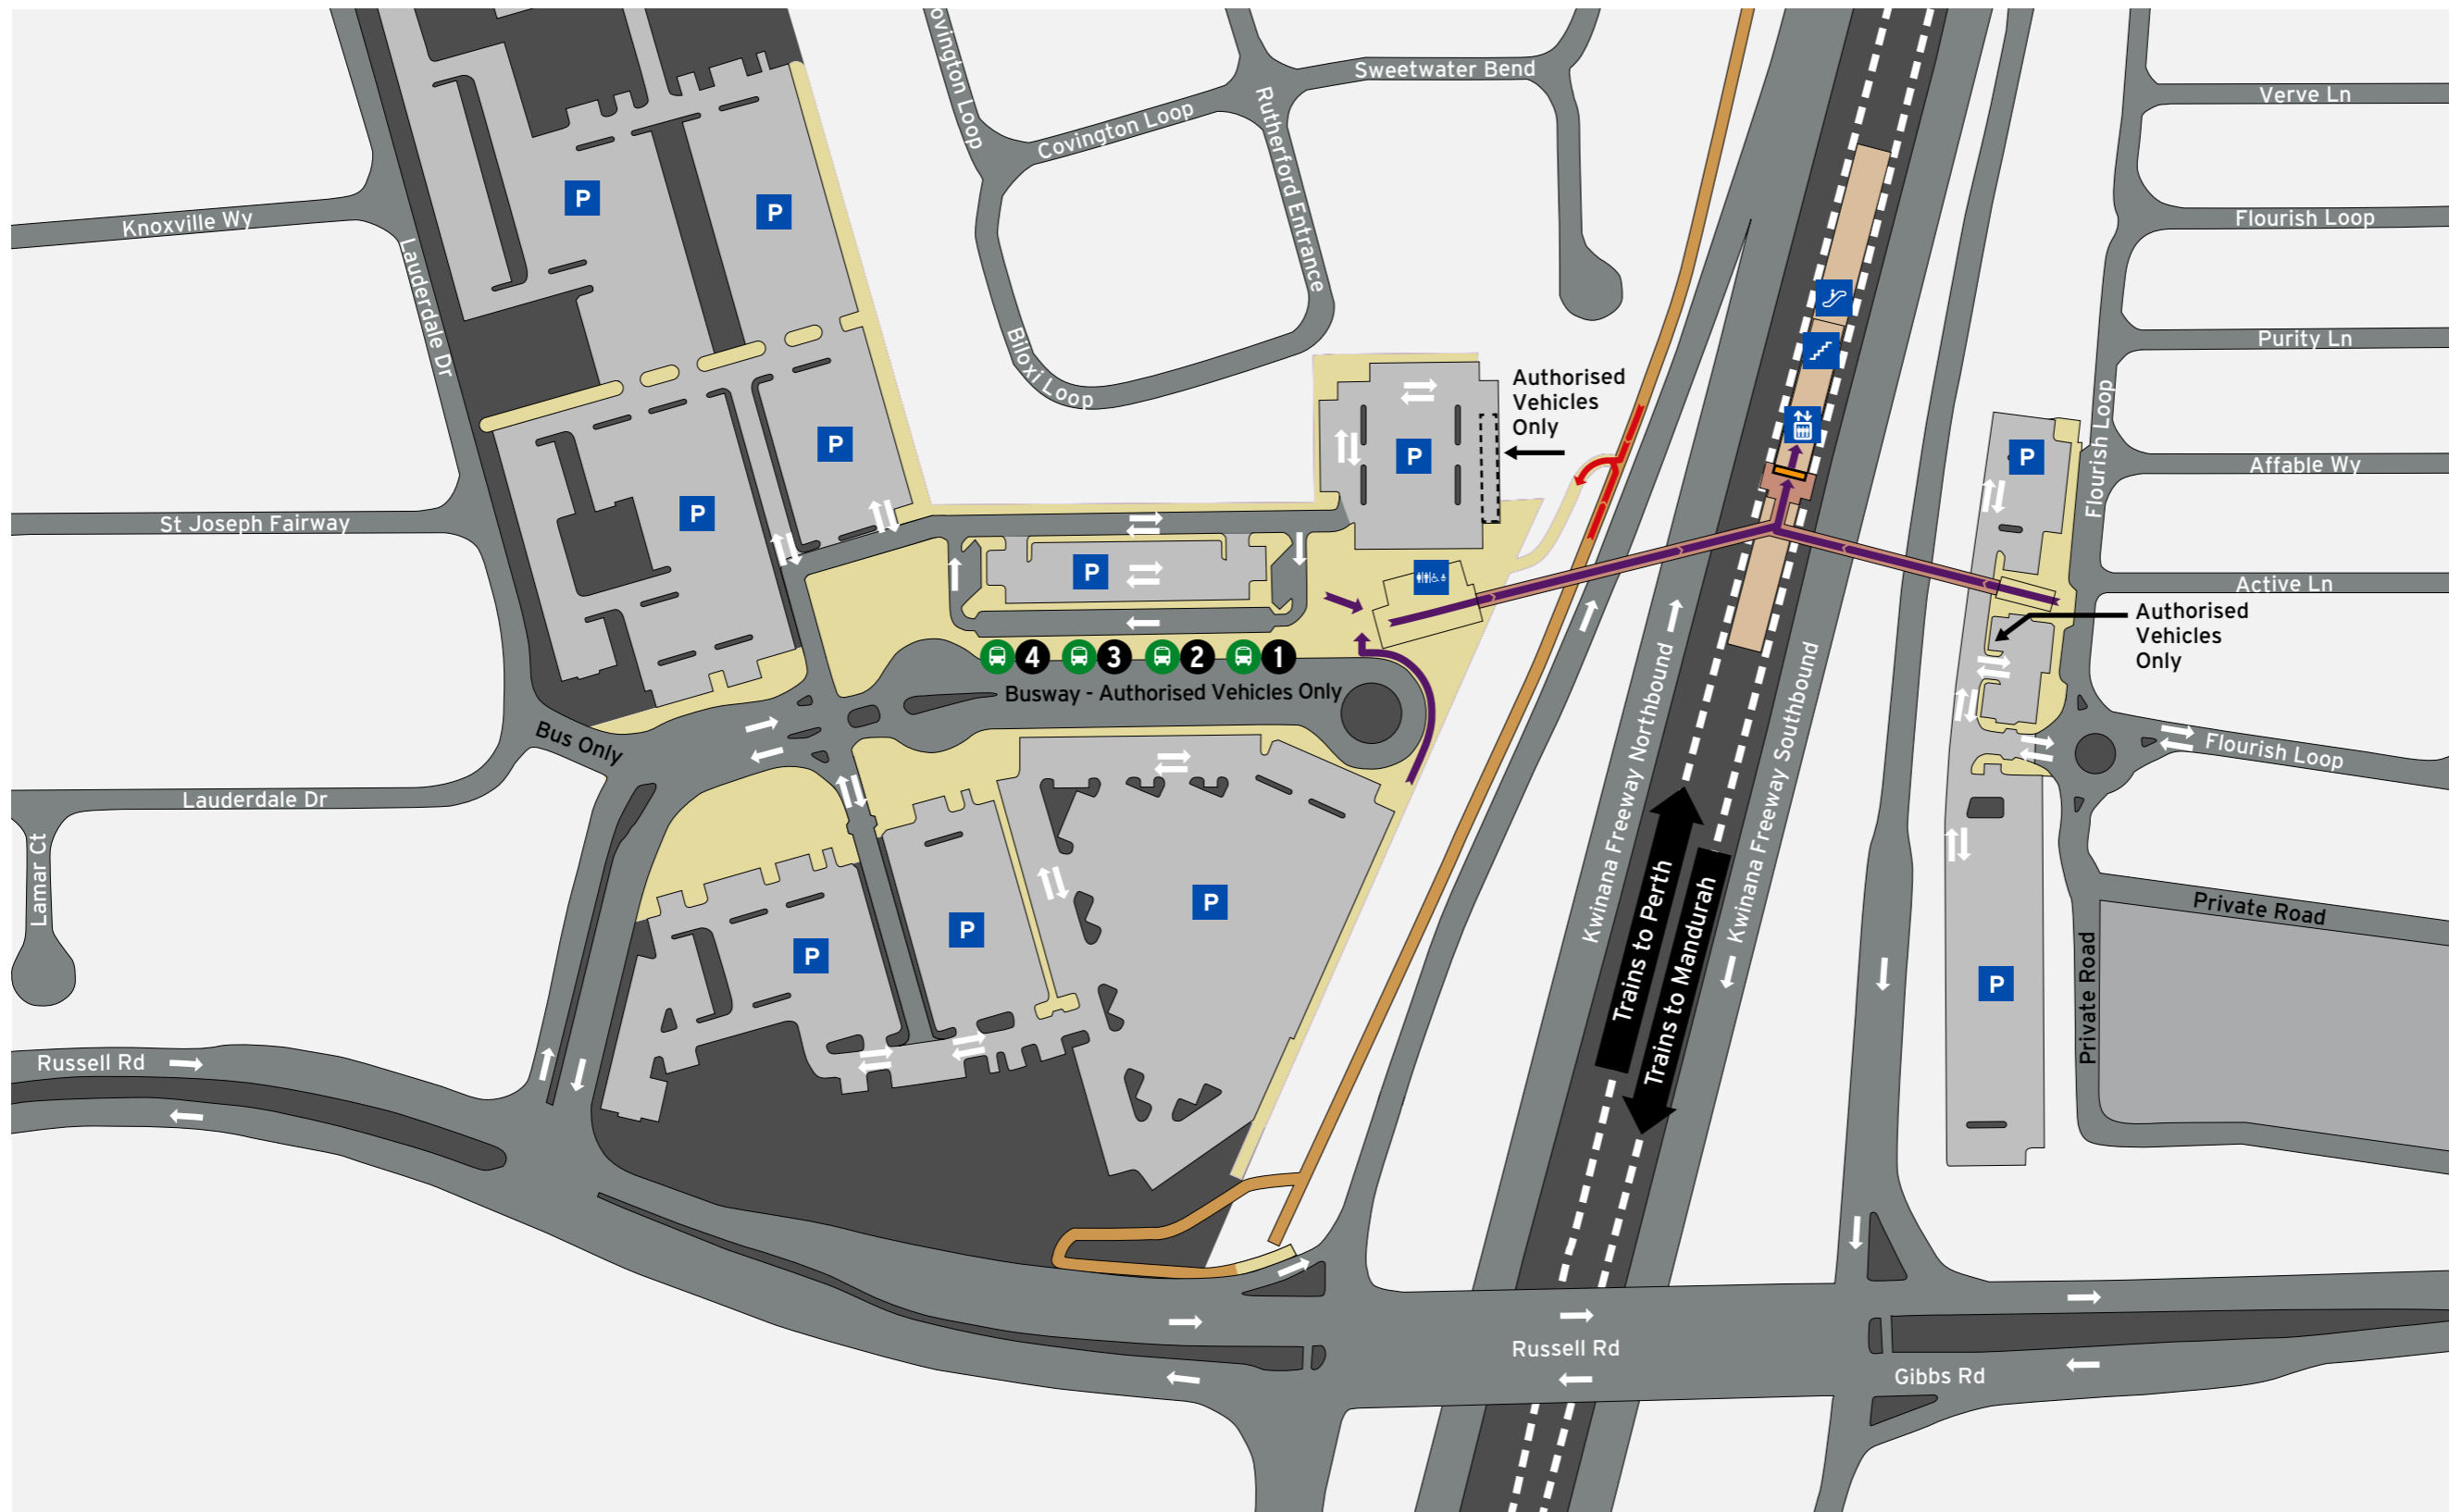 ovington Loop
Sweetwater Bend
Verve Ln
Covington Loop
Rutherford Entrance
P
P
Knoxville Wy
Flourish Loop
Lauderdale Dr
Purity Ln
Biloxi Loop
Authorised
Vehicles
Only
P
P
P
Flourish Loop
Affable Wy
P
St Joseph Fairway
P
Active Ln
Authorised
Vehicles
Only
4
3
2
1
Busway - Authorised Vehicles Only
Bus Only
Kwinana Freeway Northbound
Kwinana Freeway Southbound
Flourish Loop
Lauderdale Dr
Lamar Ct
P
P
P
Trains to Perth
Trains to Mandurah
P
Private Road
Private Road
Russell Rd
Russell Rd
Gibbs Rd